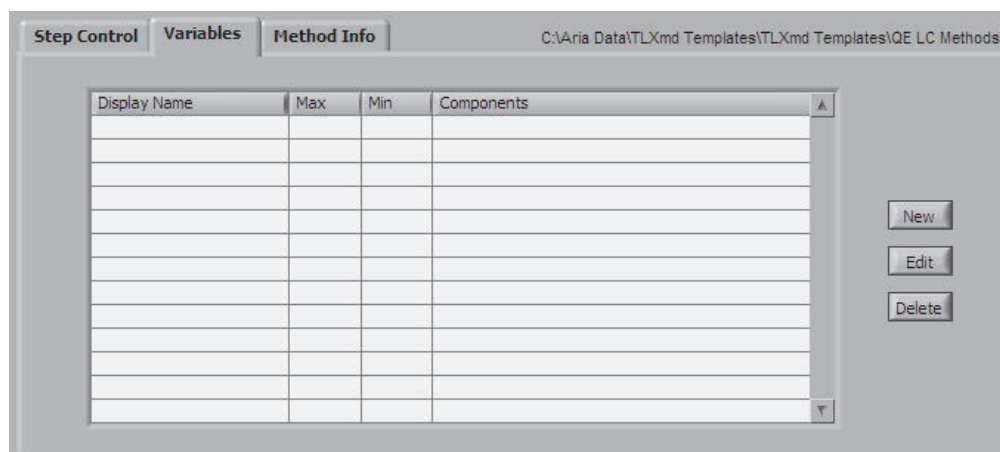 Step Control Variables Method Info C:\Aria Data\TLXmd Templates\TLXmd Templates\QE LC Methods
Display Name Max Min Components
New
Edit
Delete